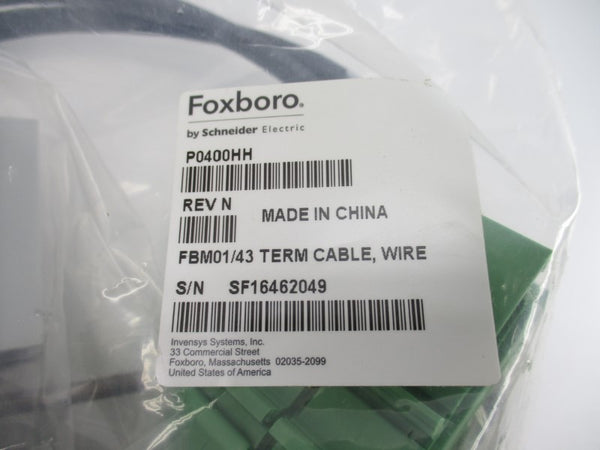 Foxboro®
by Schneider Electric
P0400HH
REV N
MADE IN CHINA
FBM01/43 TERM CABLE, WIRE
S/N SF16462049
Invensys Systems, Inc.
33 Commercial Street
Foxboro, Massachusetts 02035-2099
United States of America